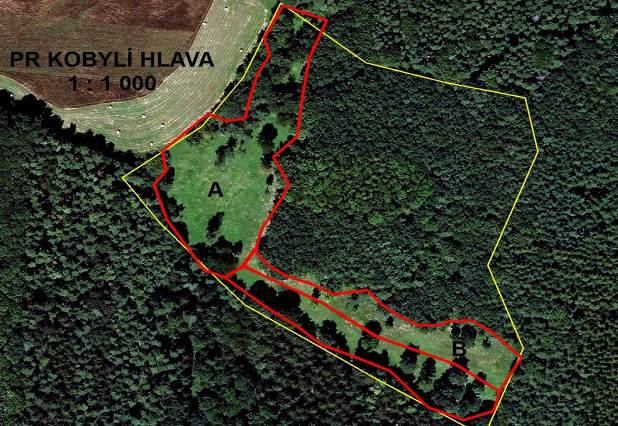 PR KOBYLÍ HLAVA
1 : 1 000
A
B